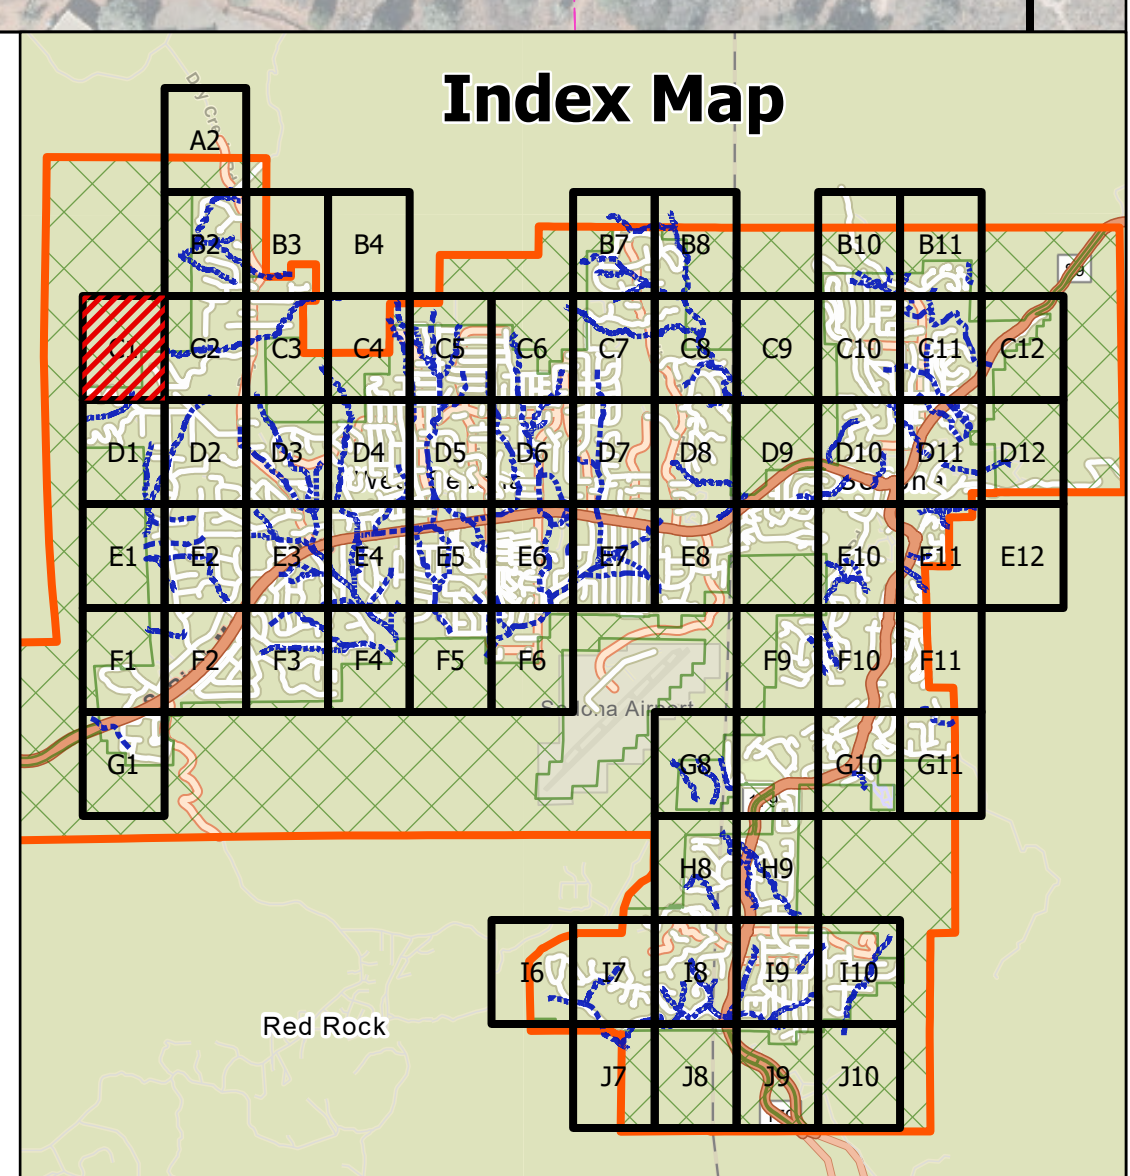 Index Map
A2
B2 B3 B4 B7 B8 B10 B11
C1 C2 C3 C4 C5 C6 C7 C8 C9 C10 C11 C12
D1 D2 D3 D4 D5 D6 D7 D8 D9 D10 D11 D12
E1 E2 E3 E4 E5 E6 E7 E8 E10 E11 E12
F1 F2 F3 F4 F5 F6 F9 F10 F11
Sedona Airport
G1 G8 G10 G11
H8 H9
I6 I7 I8 I9 I10
Red Rock
J7 J8 J9 J10